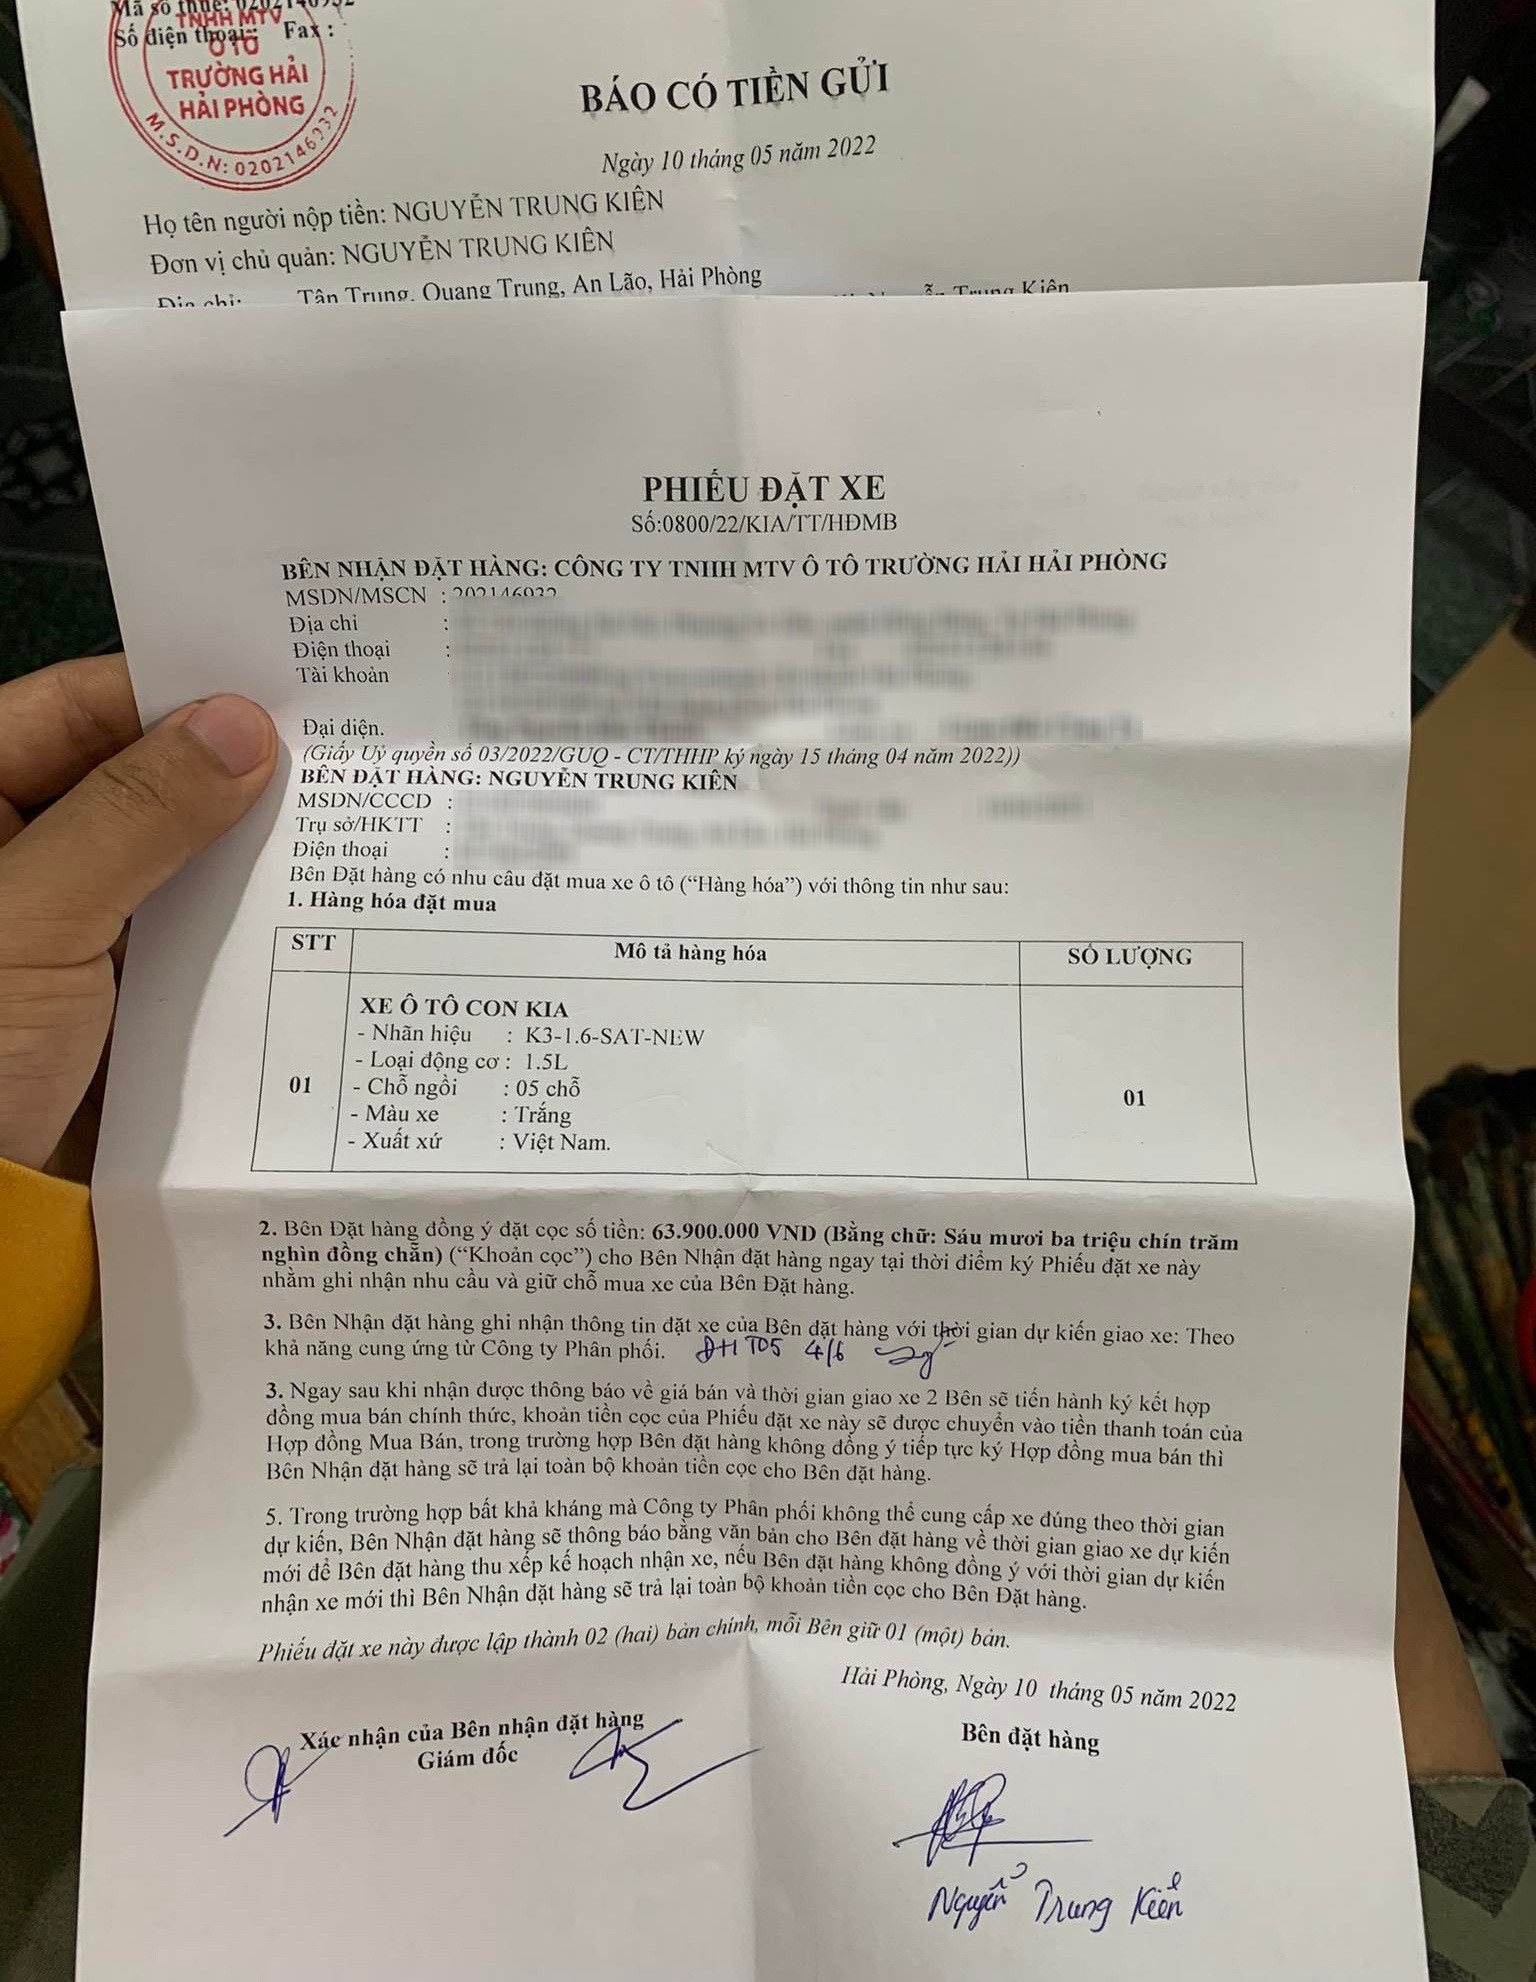 Mã số thuế: 0202146932
Số điện thoại: Fax :
TNHH MTV
Ô TÔ
TRƯỜNG HẢI
HẢI PHÒNG
M.S.D.N: 0202146932
BÁO CÓ TIỀN GỬI
Ngày 10 tháng 05 năm 2022
Họ tên người nộp tiền: NGUYỄN TRUNG KIÊN
Đơn vị chủ quản: NGUYỄN TRUNG KIÊN
Địa chỉ: Tân Trung, Quang Trung, An Lão, Hải Phòng
Trung Kiên
PHIẾU ĐẶT XE
Số:0800/22/KIA/TT/HĐMB
BÊN NHẬN ĐẶT HÀNG: CÔNG TY TNHH MTV Ô TÔ TRƯỜNG HẢI HẢI PHÒNG
MSDN/MSCN : 202146932
Địa chỉ :
Điện thoại :
Tài khoản
Đại diện.
(Giấy Uỷ quyền số 03/2022/GUQ - CT/THHP ký ngày 15 tháng 04 năm 2022))
BÊN ĐẶT HÀNG: NGUYỄN TRUNG KIÊN
MSDN/CCCD :
Trụ sở/HKTT :
Điện thoại :
Bên Đặt hàng có nhu cầu đặt mua xe ô tô (“Hàng hóa”) với thông tin như sau:
1. Hàng hóa đặt mua
STT Mô tả hàng hóa SỐ LƯỢNG
XE Ô TÔ CON KIA
- Nhãn hiệu : K3-1.6-SAT-NEW
- Loại động cơ : 1.5L
01 - Chỗ ngồi : 05 chỗ 01
- Màu xe : Trắng
- Xuất xứ : Việt Nam.
2. Bên Đặt hàng đồng ý đặt cọc số tiền: 63.900.000 VND (Bằng chữ: Sáu mươi ba triệu chín trăm
nghìn đồng chẵn) (“Khoản cọc”) cho Bên Nhận đặt hàng ngay tại thời điểm ký Phiếu đặt xe này
nhằm ghi nhận nhu cầu và giữ chỗ mua xe của Bên Đặt hàng.
3. Bên Nhận đặt hàng ghi nhận thông tin đặt xe của Bên đặt hàng với thời gian dự kiến giao xe: Theo
khả năng cung ứng từ Công ty Phân phối. ĐH T05 4/6
3. Ngay sau khi nhận được thông báo về giá bán và thời gian giao xe 2 Bên sẽ tiến hành ký kết hợp
đồng mua bán chính thức, khoản tiền cọc của Phiếu đặt xe này sẽ được chuyển vào tiền thanh toán của
Hợp đồng Mua Bán, trong trường hợp Bên đặt hàng không đồng ý tiếp tực ký Hợp đồng mua bán thì
Bên Nhận đặt hàng sẽ trả lại toàn bộ khoản tiền cọc cho Bên đặt hàng.
5. Trong trường hợp bất khả kháng mà Công ty Phân phối không thể cung cấp xe đúng theo thời gian
dự kiến, Bên Nhận đặt hàng sẽ thông báo bằng văn bản cho Bên đặt hàng về thời gian giao xe dự kiến
mới để Bên đặt hàng thu xếp kế hoạch nhận xe, nếu Bên đặt hàng không đồng ý với thời gian dự kiến
nhận xe mới thì Bên Nhận đặt hàng sẽ trả lại toàn bộ khoản tiền cọc cho Bên Đặt hàng.
Phiếu đặt xe này được lập thành 02 (hai) bản chính, mỗi Bên giữ 01 (một) bản.
Hải Phòng, Ngày 10 tháng 05 năm 2022
Xác nhận của Bên nhận đặt hàng Bên đặt hàng
Giám đốc
Nguyễn Trung Kiên